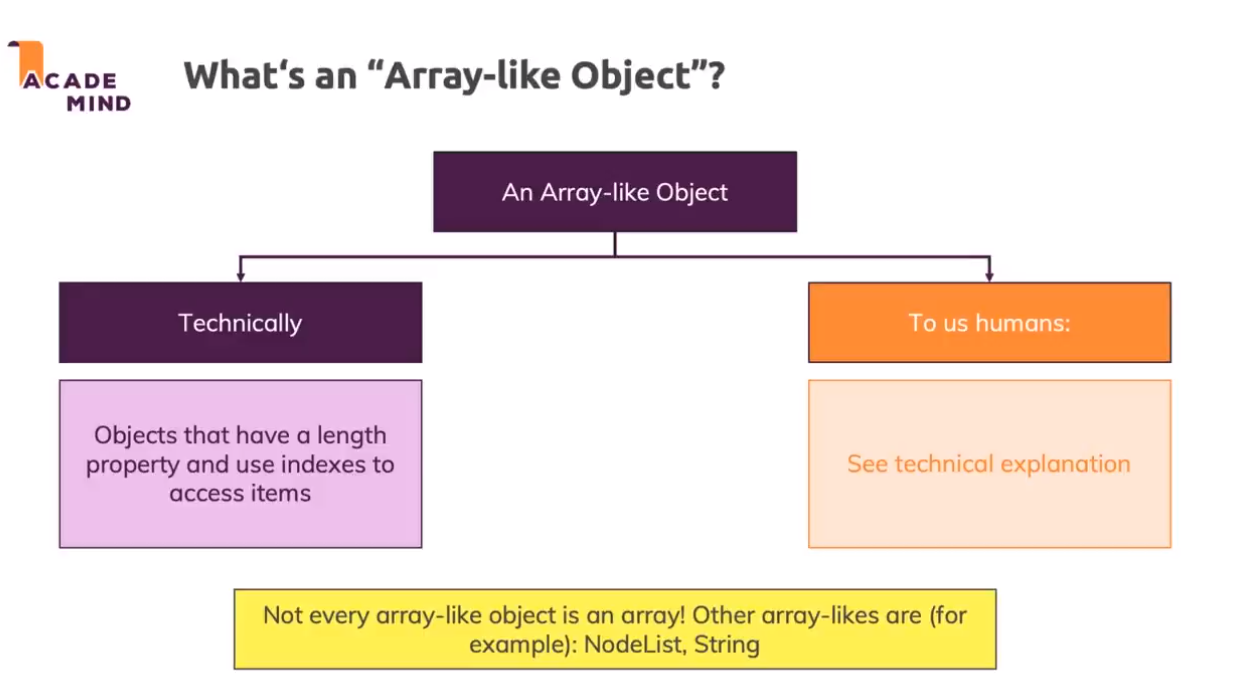 ACADE
MIND
What‘s an “Array-like Object”?
An Array-like Object
Technically
To us humans:
Objects that have a length
property and use indexes to
access items
See technical explanation
Not every array-like object is an array! Other array-likes are (for
example): NodeList, String